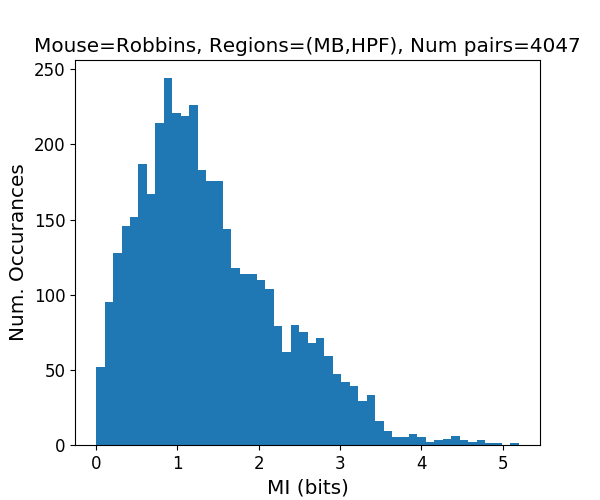 Mouse=Robbins, Regions=(MB,HPF), Num pairs=4047
250
200
150
100
50
0
Num. Occurances
0 1 2 3 4 5
MI (bits)